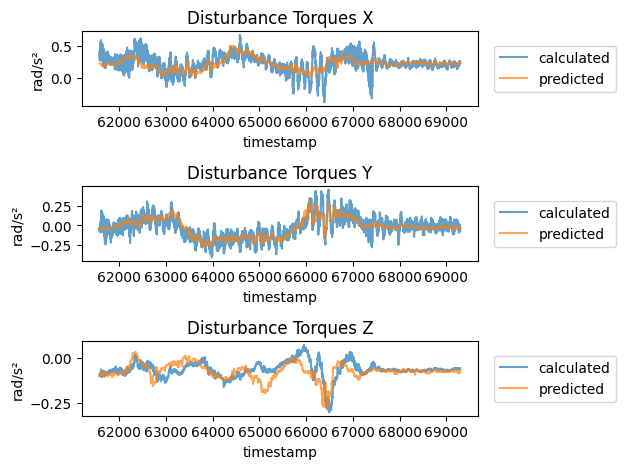 Disturbance Torques X
rad/s²
0.5
0.0
62000 63000 64000 65000 66000 67000 68000 69000
timestamp
calculated
predicted
Disturbance Torques Y
rad/s²
0.25
0.00
−0.25
62000 63000 64000 65000 66000 67000 68000 69000
timestamp
calculated
predicted
Disturbance Torques Z
rad/s²
0.00
−0.25
62000 63000 64000 65000 66000 67000 68000 69000
timestamp
calculated
predicted